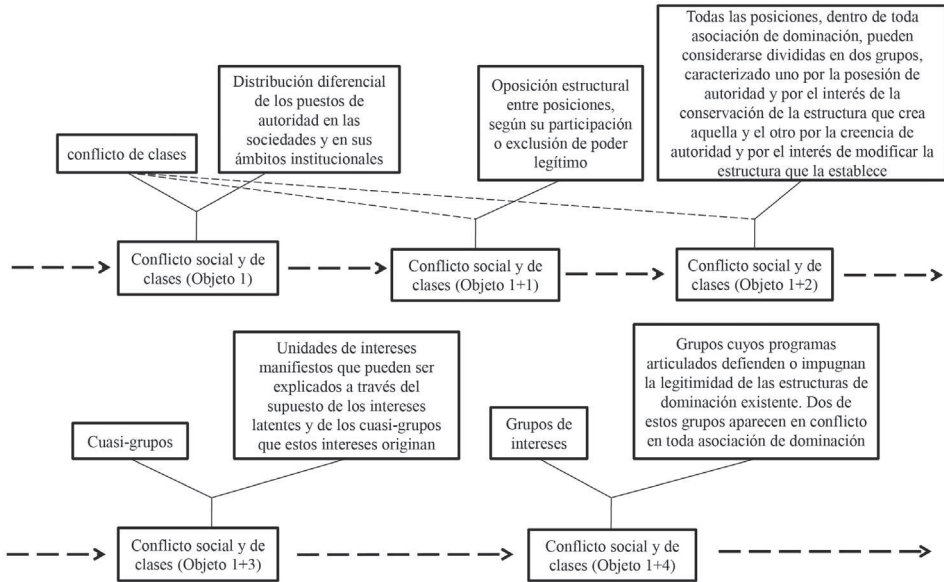 Todas las posiciones, dentro de toda
asociación de dominación, pueden
considerarse divididas en dos grupos,
caracterizado uno por la posesión de
autoridad y por el interés de la
conservación de la estructura que crea
aquella y el otro por la creencia de
autoridad y por el interés de modificar la
estructura que la establece
Distribución diferencial
de los puestos de
autoridad en las
sociedades y en sus
ámbitos institucionales
Oposición estructural
entre posiciones,
según su participación
o exclusión de poder
legítimo
conflicto de clases
Conflicto social y de
clases (Objeto 1)
Conflicto social y de
clases (Objeto 1+1)
Conflicto social y de
clases (Objeto 1+2)
Unidades de intereses
manifiestos que pueden ser
explicados a través del
supuesto de los intereses
latentes y de los cuasi-grupos
que estos intereses originan
Grupos cuyos programas
articulados defienden o impugnan
la legitimidad de las estructuras de
dominación existente. Dos de
estos grupos aparecen en conflicto
en toda asociación de dominación
Cuasi-grupos
Grupos de
intereses
Conflicto social y de
clases (Objeto 1+3)
Conflicto social y de
clases (Objeto 1+4)